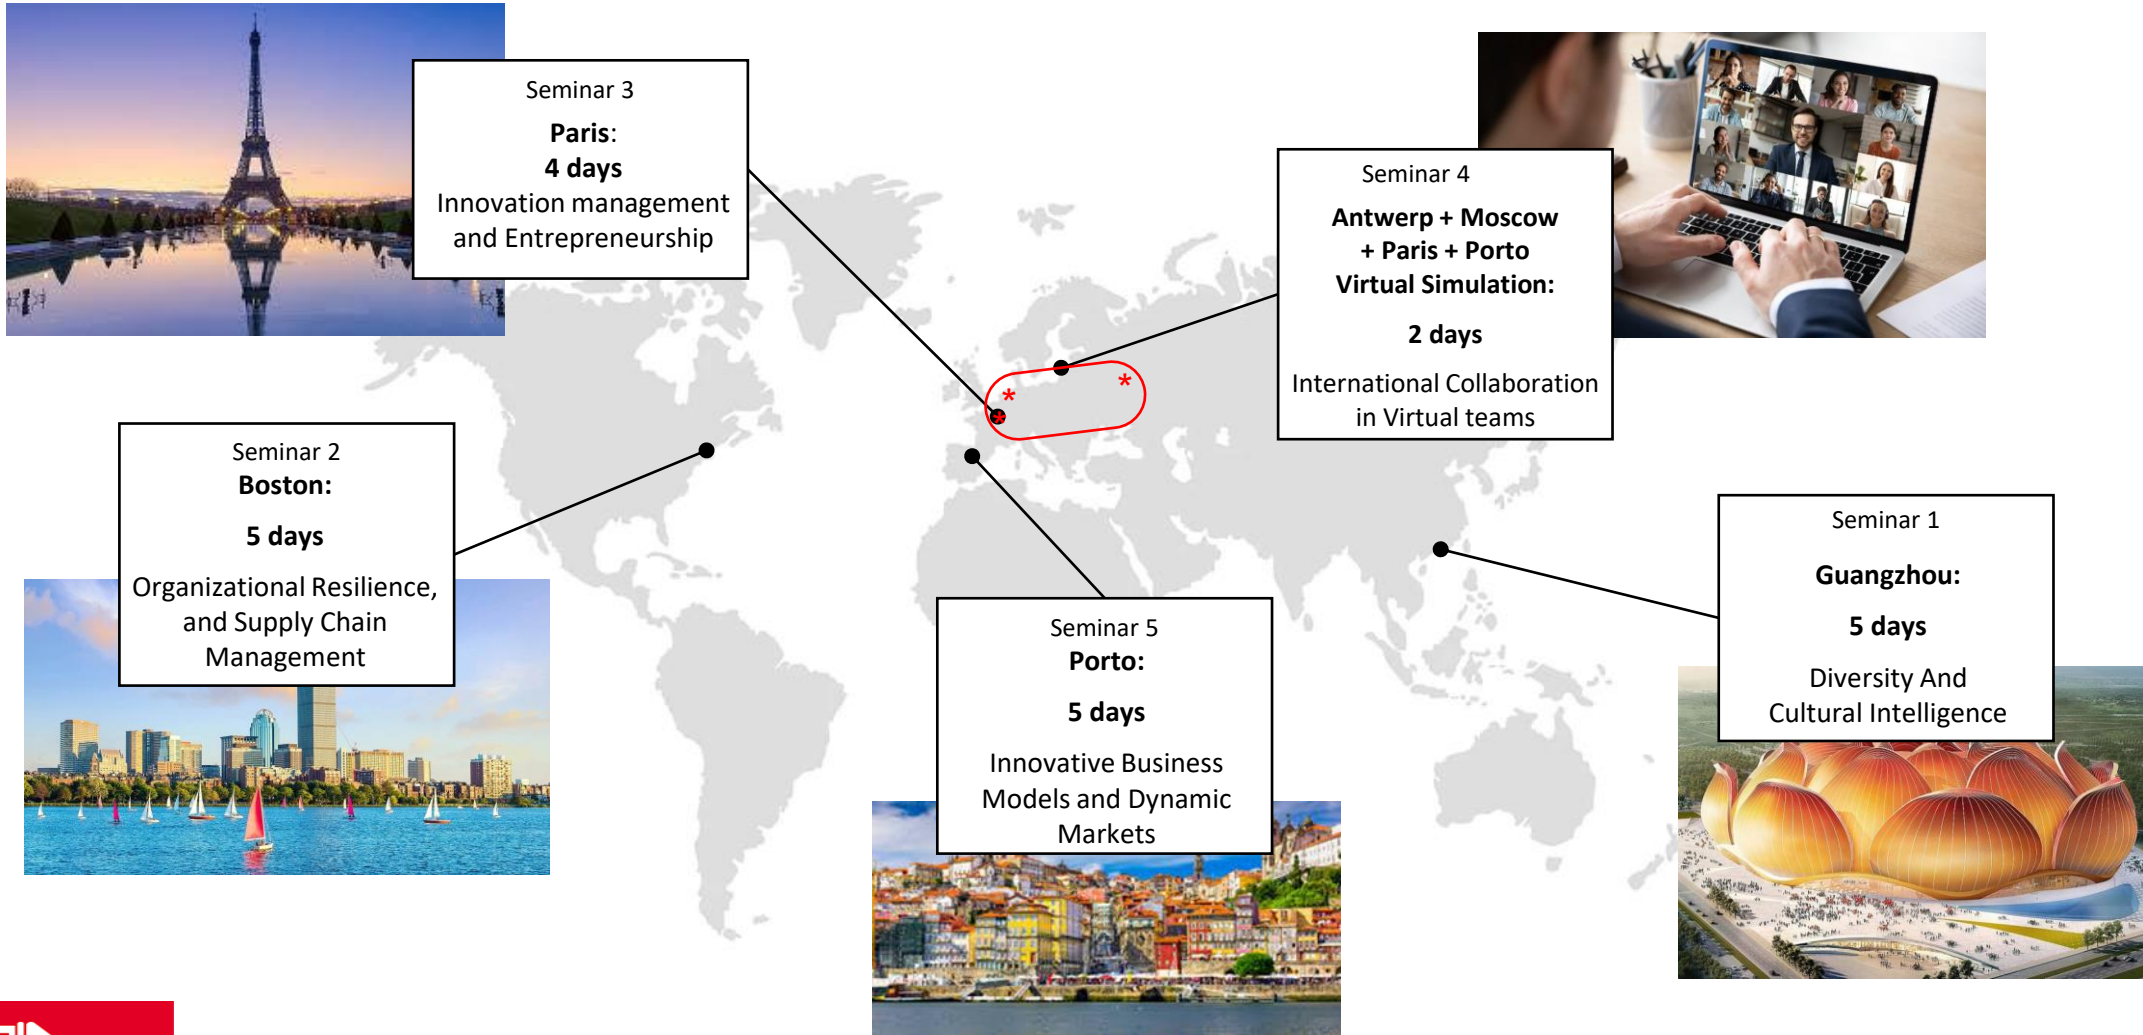 Seminar 3
Paris:
4 days
Innovation management
and Entrepreneurship
Seminar 4
Antwerp + Moscow
+ Paris + Porto
Virtual Simulation:
2 days
International Collaboration
in Virtual teams
*
*
*
Seminar 2
Boston:
5 days
Organizational Resilience,
and Supply Chain
Management
Seminar 5
Porto:
5 days
Innovative Business
Models and Dynamic
Markets
Seminar 1
Guangzhou:
5 days
Diversity And
Cultural Intelligence